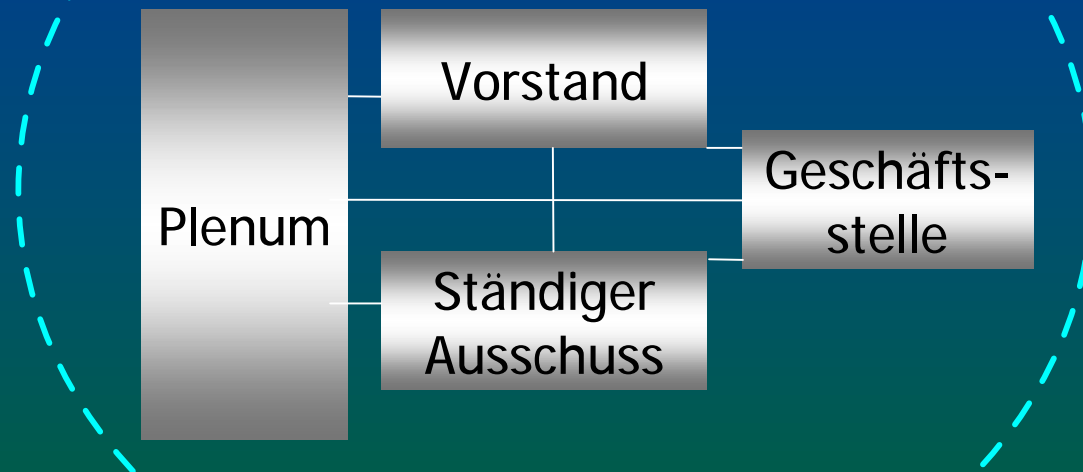 Plenum
Vorstand
Geschäfts-
stelle
Ständiger
Ausschuss